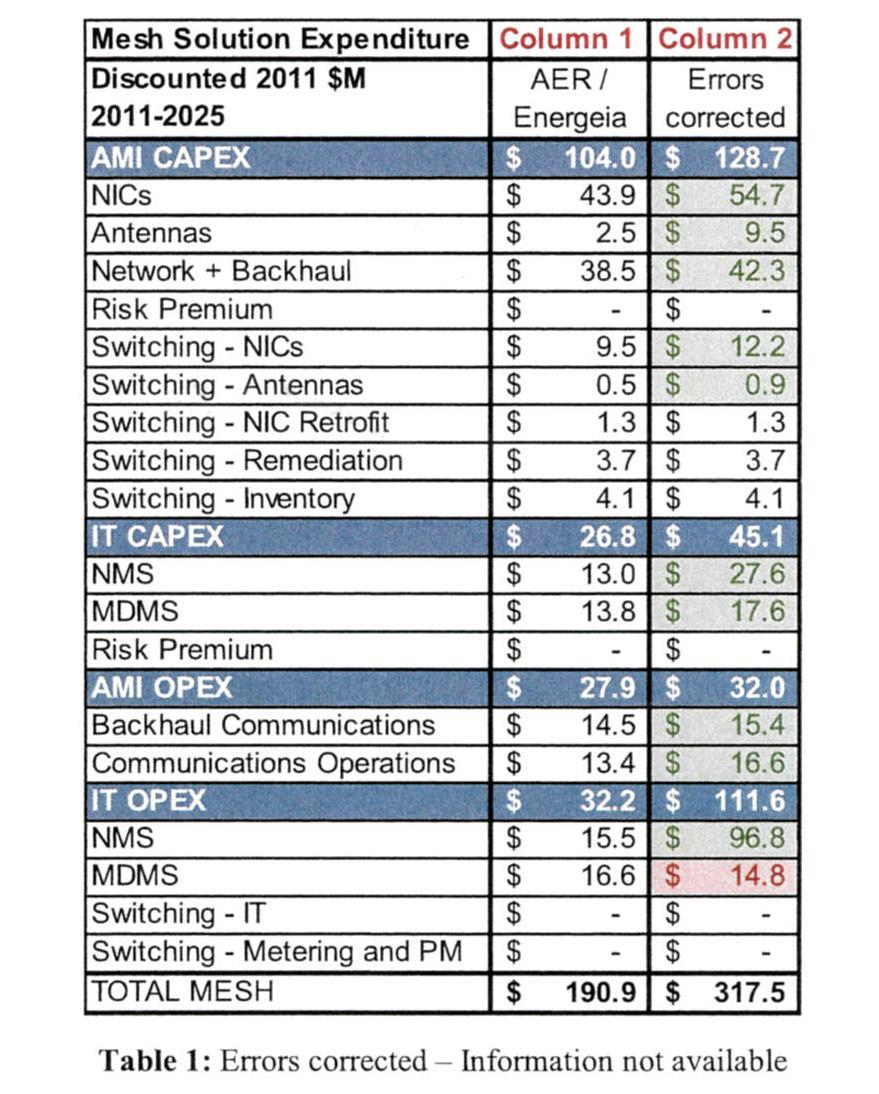 Mesh Solution Expenditure Column 1 Column 2
Discounted 2011 $M AER / Errors
2011-2025 Energeia corrected
AMI CAPEX $ 104.0 $ 128.7
NICs $ 43.9 $ 54.7
Antennas $ 2.5 $ 9.5
Network + Backhaul $ 38.5 $ 42.3
Risk Premium $ - $ -
Switching - NICs $ 9.5 $ 12.2
Switching - Antennas $ 0.5 $ 0.9
Switching - NIC Retrofit $ 1.3 $ 1.3
Switching - Remediation $ 3.7 $ 3.7
Switching - Inventory $ 4.1 $ 4.1
IT CAPEX $ 26.8 $ 45.1
NMS $ 13.0 $ 27.6
MDMS $ 13.8 $ 17.6
Risk Premium $ - $ -
AMI OPEX $ 27.9 $ 32.0
Backhaul Communications $ 14.5 $ 15.4
Communications Operations $ 13.4 $ 16.6
IT OPEX $ 32.2 $ 111.6
NMS $ 15.5 $ 96.8
MDMS $ 16.6 $ 14.8
Switching - IT $ - $ -
Switching - Metering and PM $ - $ -
TOTAL MESH $ 190.9 $ 317.5
Table 1: Errors corrected – Information not available